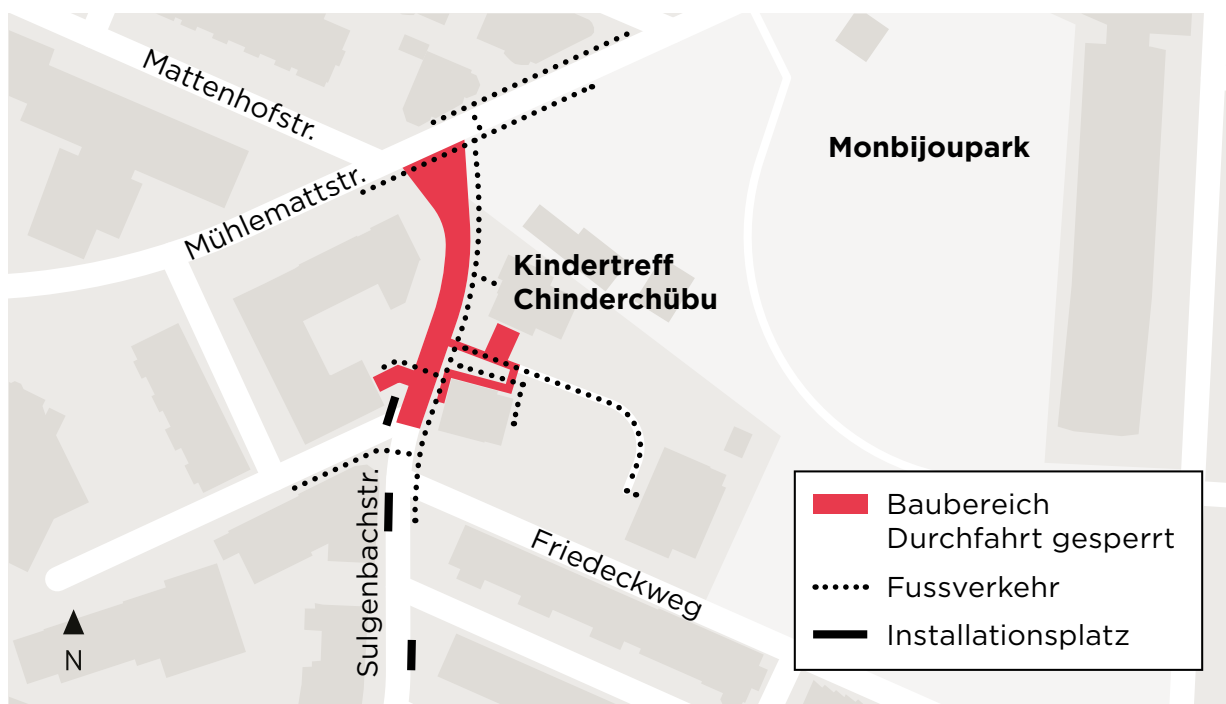 Mattenhofstr.
Mühlemattstr.
Monbijoupark
Kindertreff
Chinderchübu
Sulgenbachstr.
Friedeckweg
N
Baubereich
Durchfahrt gesperrt
Fussverkehr
Installationsplatz